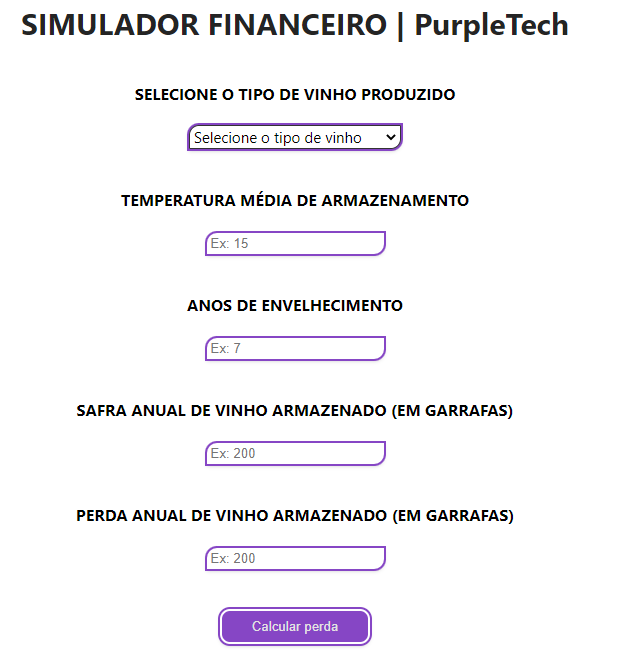 SIMULADOR FINANCEIRO | PurpleTech
SELECIONE O TIPO DE VINHO PRODUZIDO
Selecione o tipo de vinho
TEMPERATURA MÉDIA DE ARMAZENAMENTO
Ex: 15
ANOS DE ENVELHECIMENTO
Ex: 7
SAFRA ANUAL DE VINHO ARMAZENADO (EM GARRAFAS)
Ex: 200
PERDA ANUAL DE VINHO ARMAZENADO (EM GARRAFAS)
Ex: 200
Calcular perda